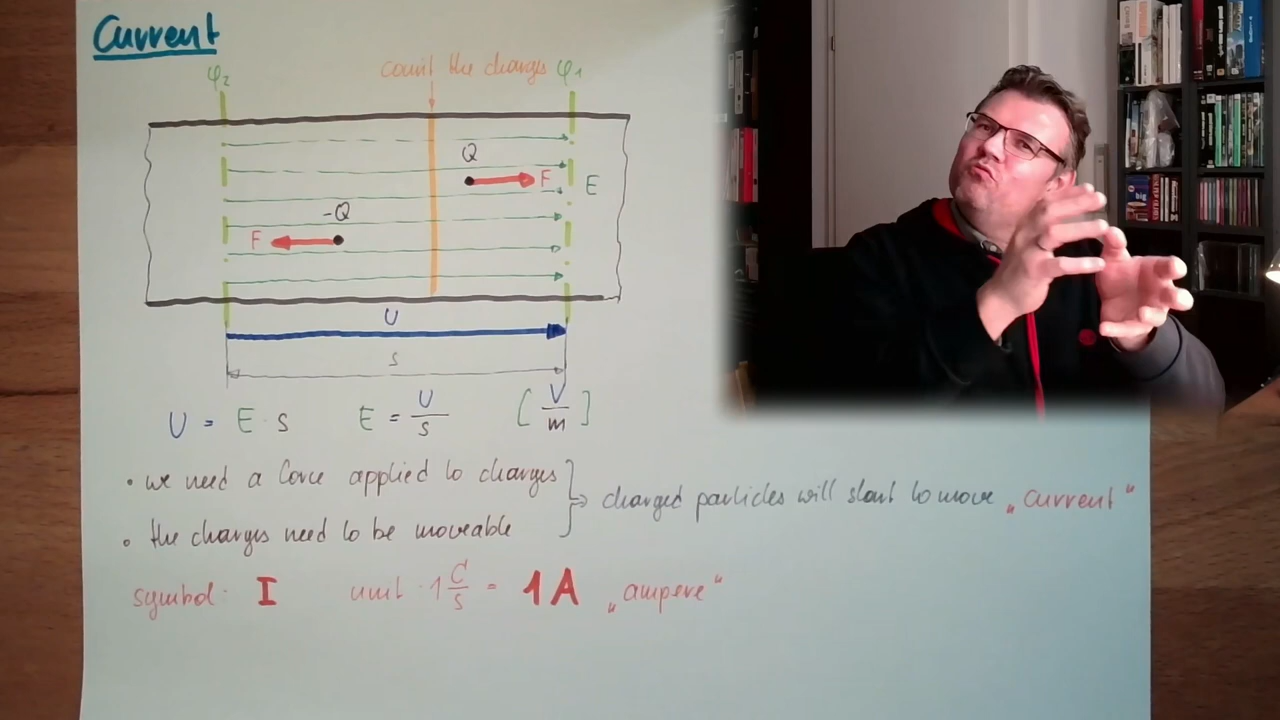 Current
φ₂ count the charges φ₁
Q
F E
-Q
F
U
s
U = E · s E = U/s [V/m]
• we need a force applied to charges
• the charges need to be moveable
charged particles will start to move „current"
symbol: I unit: 1 C/s = 1A „ampere"